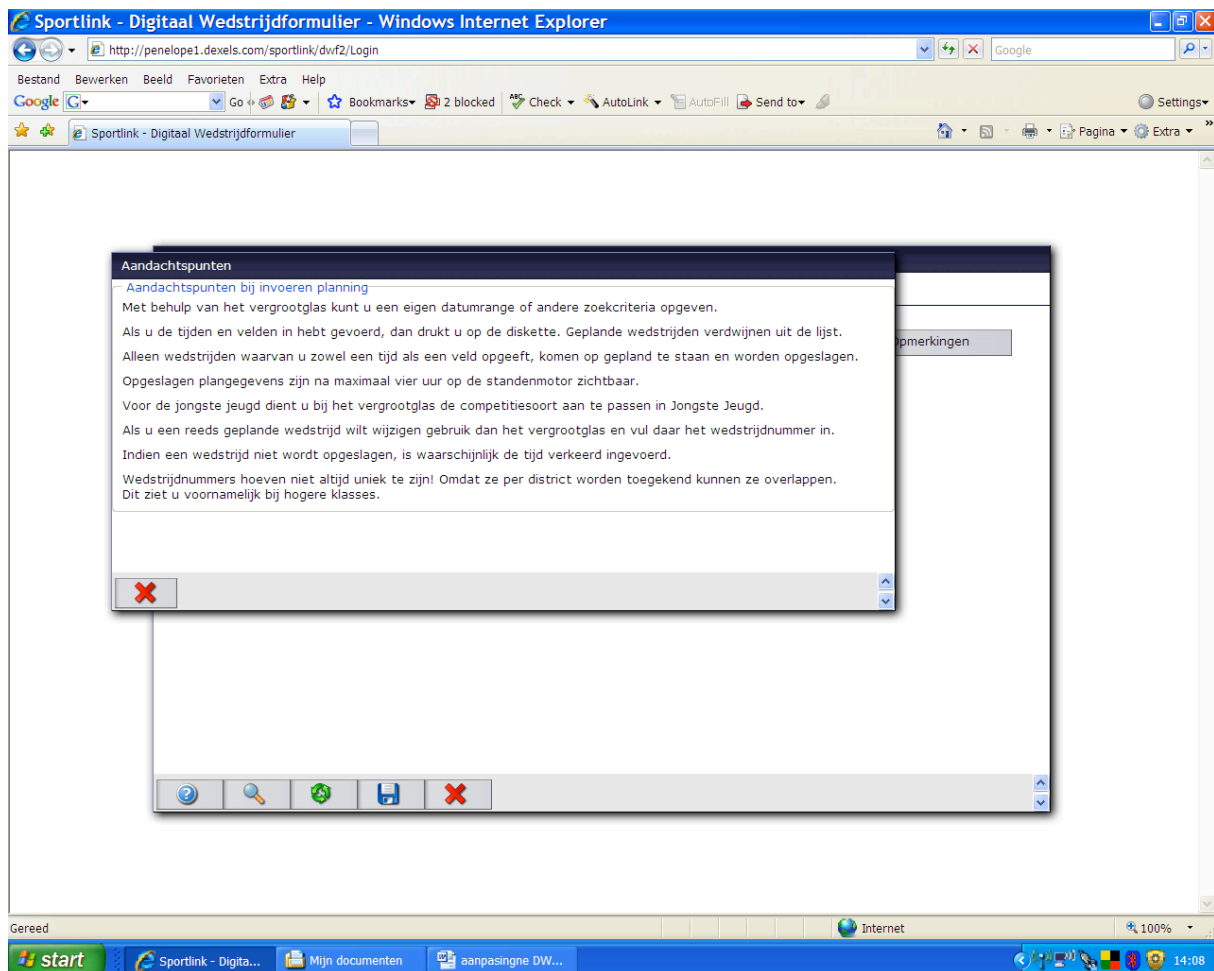 Sportlink - Digitaal Wedstrijdformulier - Windows Internet Explorer
http://penelope1.dexels.com/sportlink/dwf2/Login
Google
Bestand Bewerken Beeld Favorieten Extra Help
Google G Go Bookmarks 2 blocked ABC Check AutoLink AutoFill Send to Settings
Sportlink - Digitaal Wedstrijdformulier Pagina Extra
Aandachtspunten
Aandachtspunten bij invoeren planning
Met behulp van het vergrootglas kunt u een eigen datumrange of andere zoekcriteria opgeven.
Als u de tijden en velden in hebt gevoerd, dan drukt u op de diskette. Geplande wedstrijden verdwijnen uit de lijst.
pmerkingen
Alleen wedstrijden waarvan u zowel een tijd als een veld opgeeft, komen op gepland te staan en worden opgeslagen.
Opgeslagen plangegevens zijn na maximaal vier uur op de standenmotor zichtbaar.
Voor de jongste jeugd dient u bij het vergrootglas de competitiesoort aan te passen in Jongste Jeugd.
Als u een reeds geplande wedstrijd wilt wijzigen gebruik dan het vergrootglas en vul daar het wedstrijdnummer in.
Indien een wedstrijd niet wordt opgeslagen, is waarschijnlijk de tijd verkeerd ingevoerd.
Wedstrijdnummers hoeven niet altijd uniek te zijn! Omdat ze per district worden toegekend kunnen ze overlappen.
Dit ziet u voornamelijk bij hogere klasses.
Gereed Internet 100%
start Sportlink - Digita... Mijn documenten aanpasingne DW... 14:08